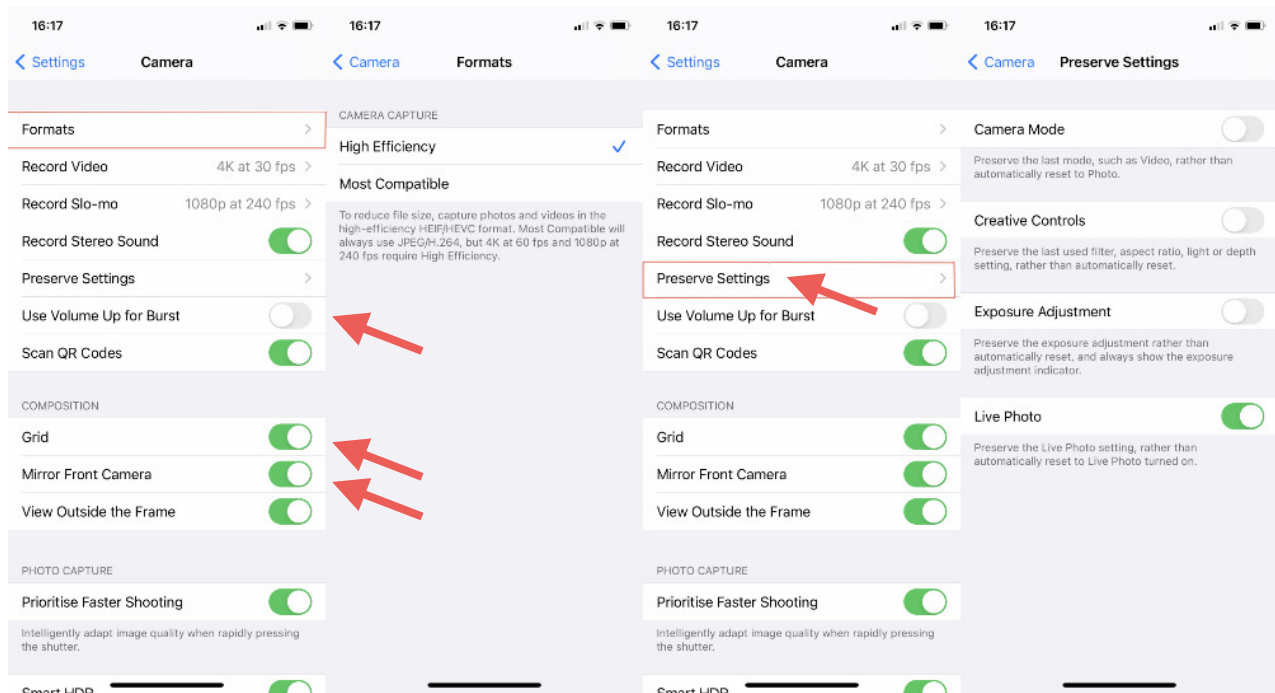 16:17
Settings
Camera
Formats
Record Video 4K at 30 fps
Record Slo-mo 1080p at 240 fps
Record Stereo Sound
Preserve Settings
Use Volume Up for Burst
Scan QR Codes
COMPOSITION
Grid
Mirror Front Camera
View Outside the Frame
PHOTO CAPTURE
Prioritise Faster Shooting
Intelligently adapt image quality when rapidly pressing
the shutter.
Smart HDR
16:17
Camera
Formats
CAMERA CAPTURE
High Efficiency
Most Compatible
To reduce file size, capture photos and videos in the
high-efficiency HEIF/HEVC format. Most Compatible will
always use JPEG/H.264, but 4K at 60 fps and 1080p at
240 fps require High Efficiency.
16:17
Settings
Camera
Formats
Record Video 4K at 30 fps
Record Slo-mo 1080p at 240 fps
Record Stereo Sound
Preserve Settings
Use Volume Up for Burst
Scan QR Codes
COMPOSITION
Grid
Mirror Front Camera
View Outside the Frame
PHOTO CAPTURE
Prioritise Faster Shooting
Intelligently adapt image quality when rapidly pressing
the shutter.
Smart HDR
16:17
Camera
Preserve Settings
Camera Mode
Preserve the last mode, such as Video, rather than
automatically reset to Photo.
Creative Controls
Preserve the last used filter, aspect ratio, light or depth
setting, rather than automatically reset.
Exposure Adjustment
Preserve the exposure adjustment rather than
automatically reset, and always show the exposure
adjustment indicator.
Live Photo
Preserve the Live Photo setting, rather than
automatically reset to Live Photo turned on.